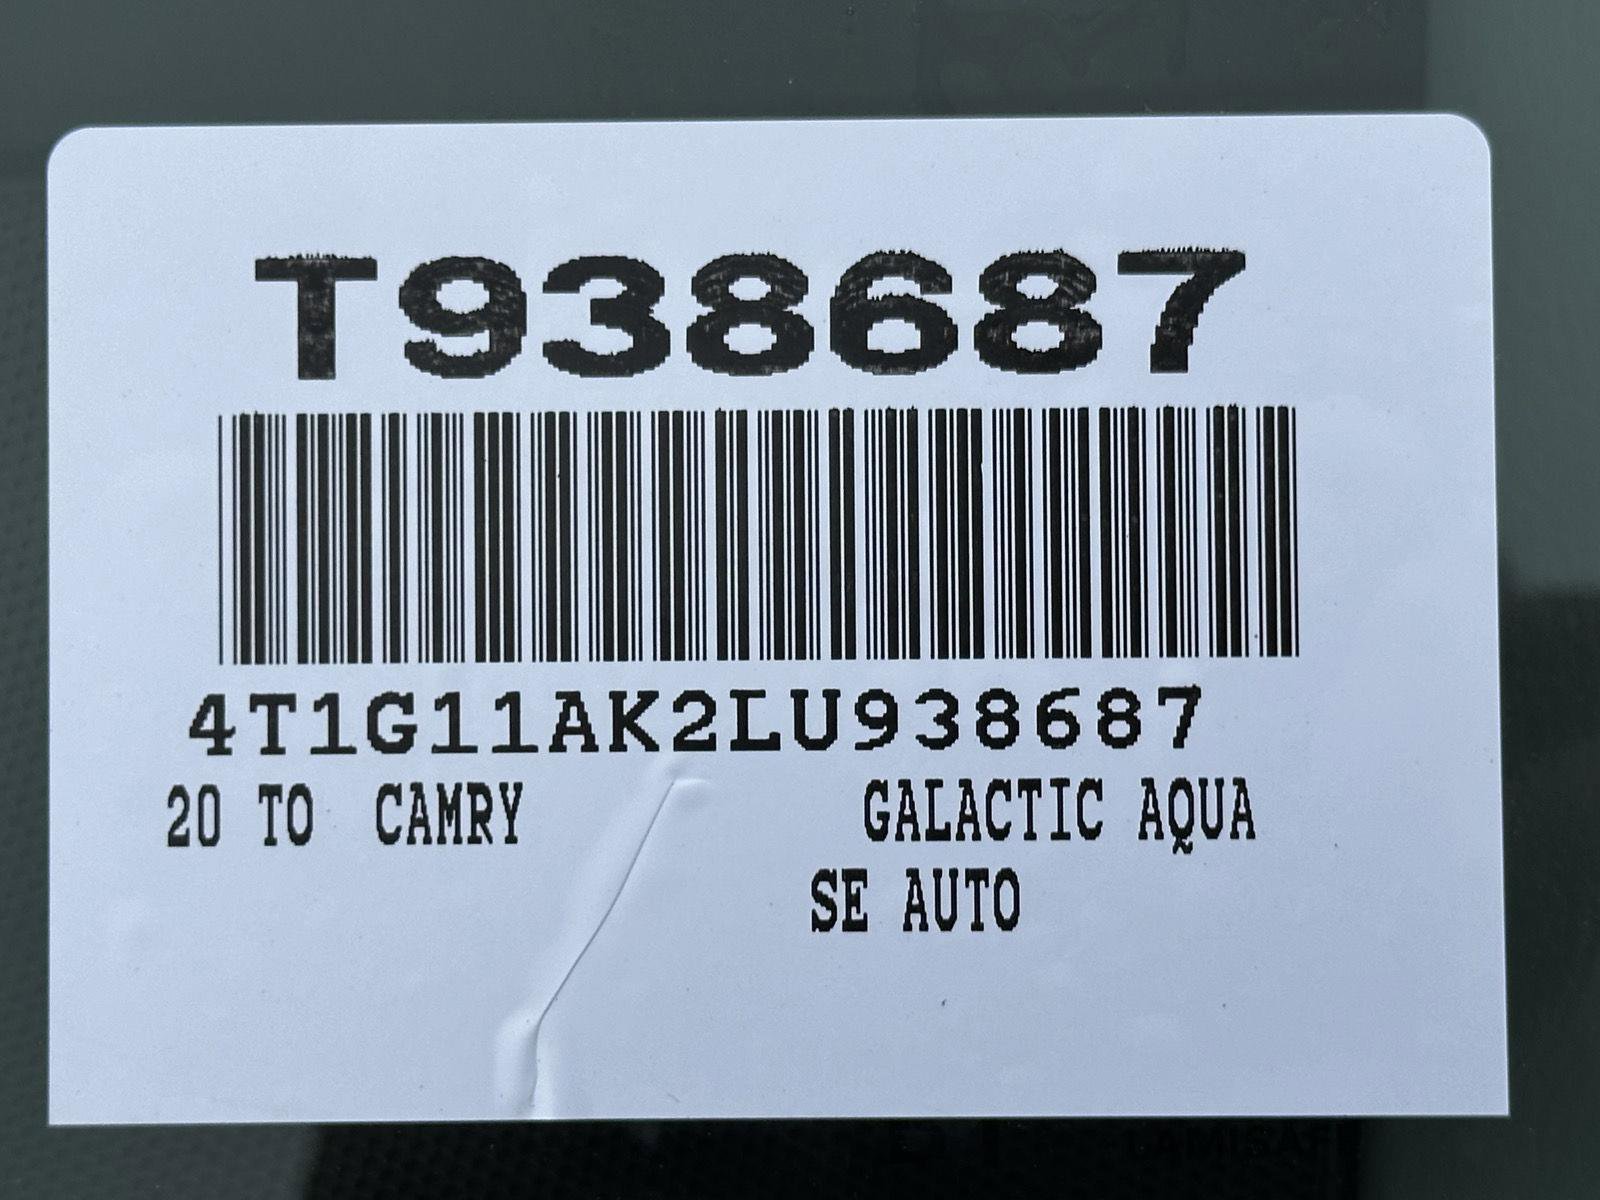 T938687
4T1G11AK2LU938687
20 TO CAMRY GALACTIC AQUA
SE AUTO